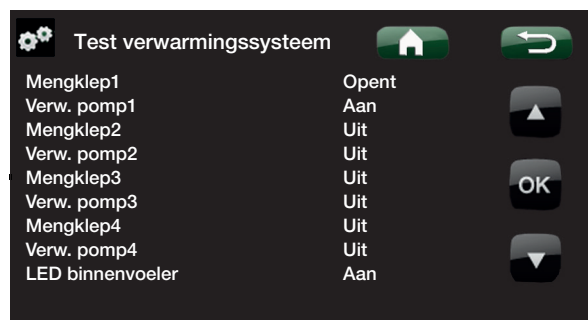 Test verwarmingssysteem
Mengklep1 Opent
Verw. pomp1 Aan
Mengklep2 Uit
Verw. pomp2 Uit
Mengklep3 Uit
Verw. pomp3 Uit
Mengklep4 Uit
Verw. pomp4 Uit
LED binnenvoeler Aan
OK